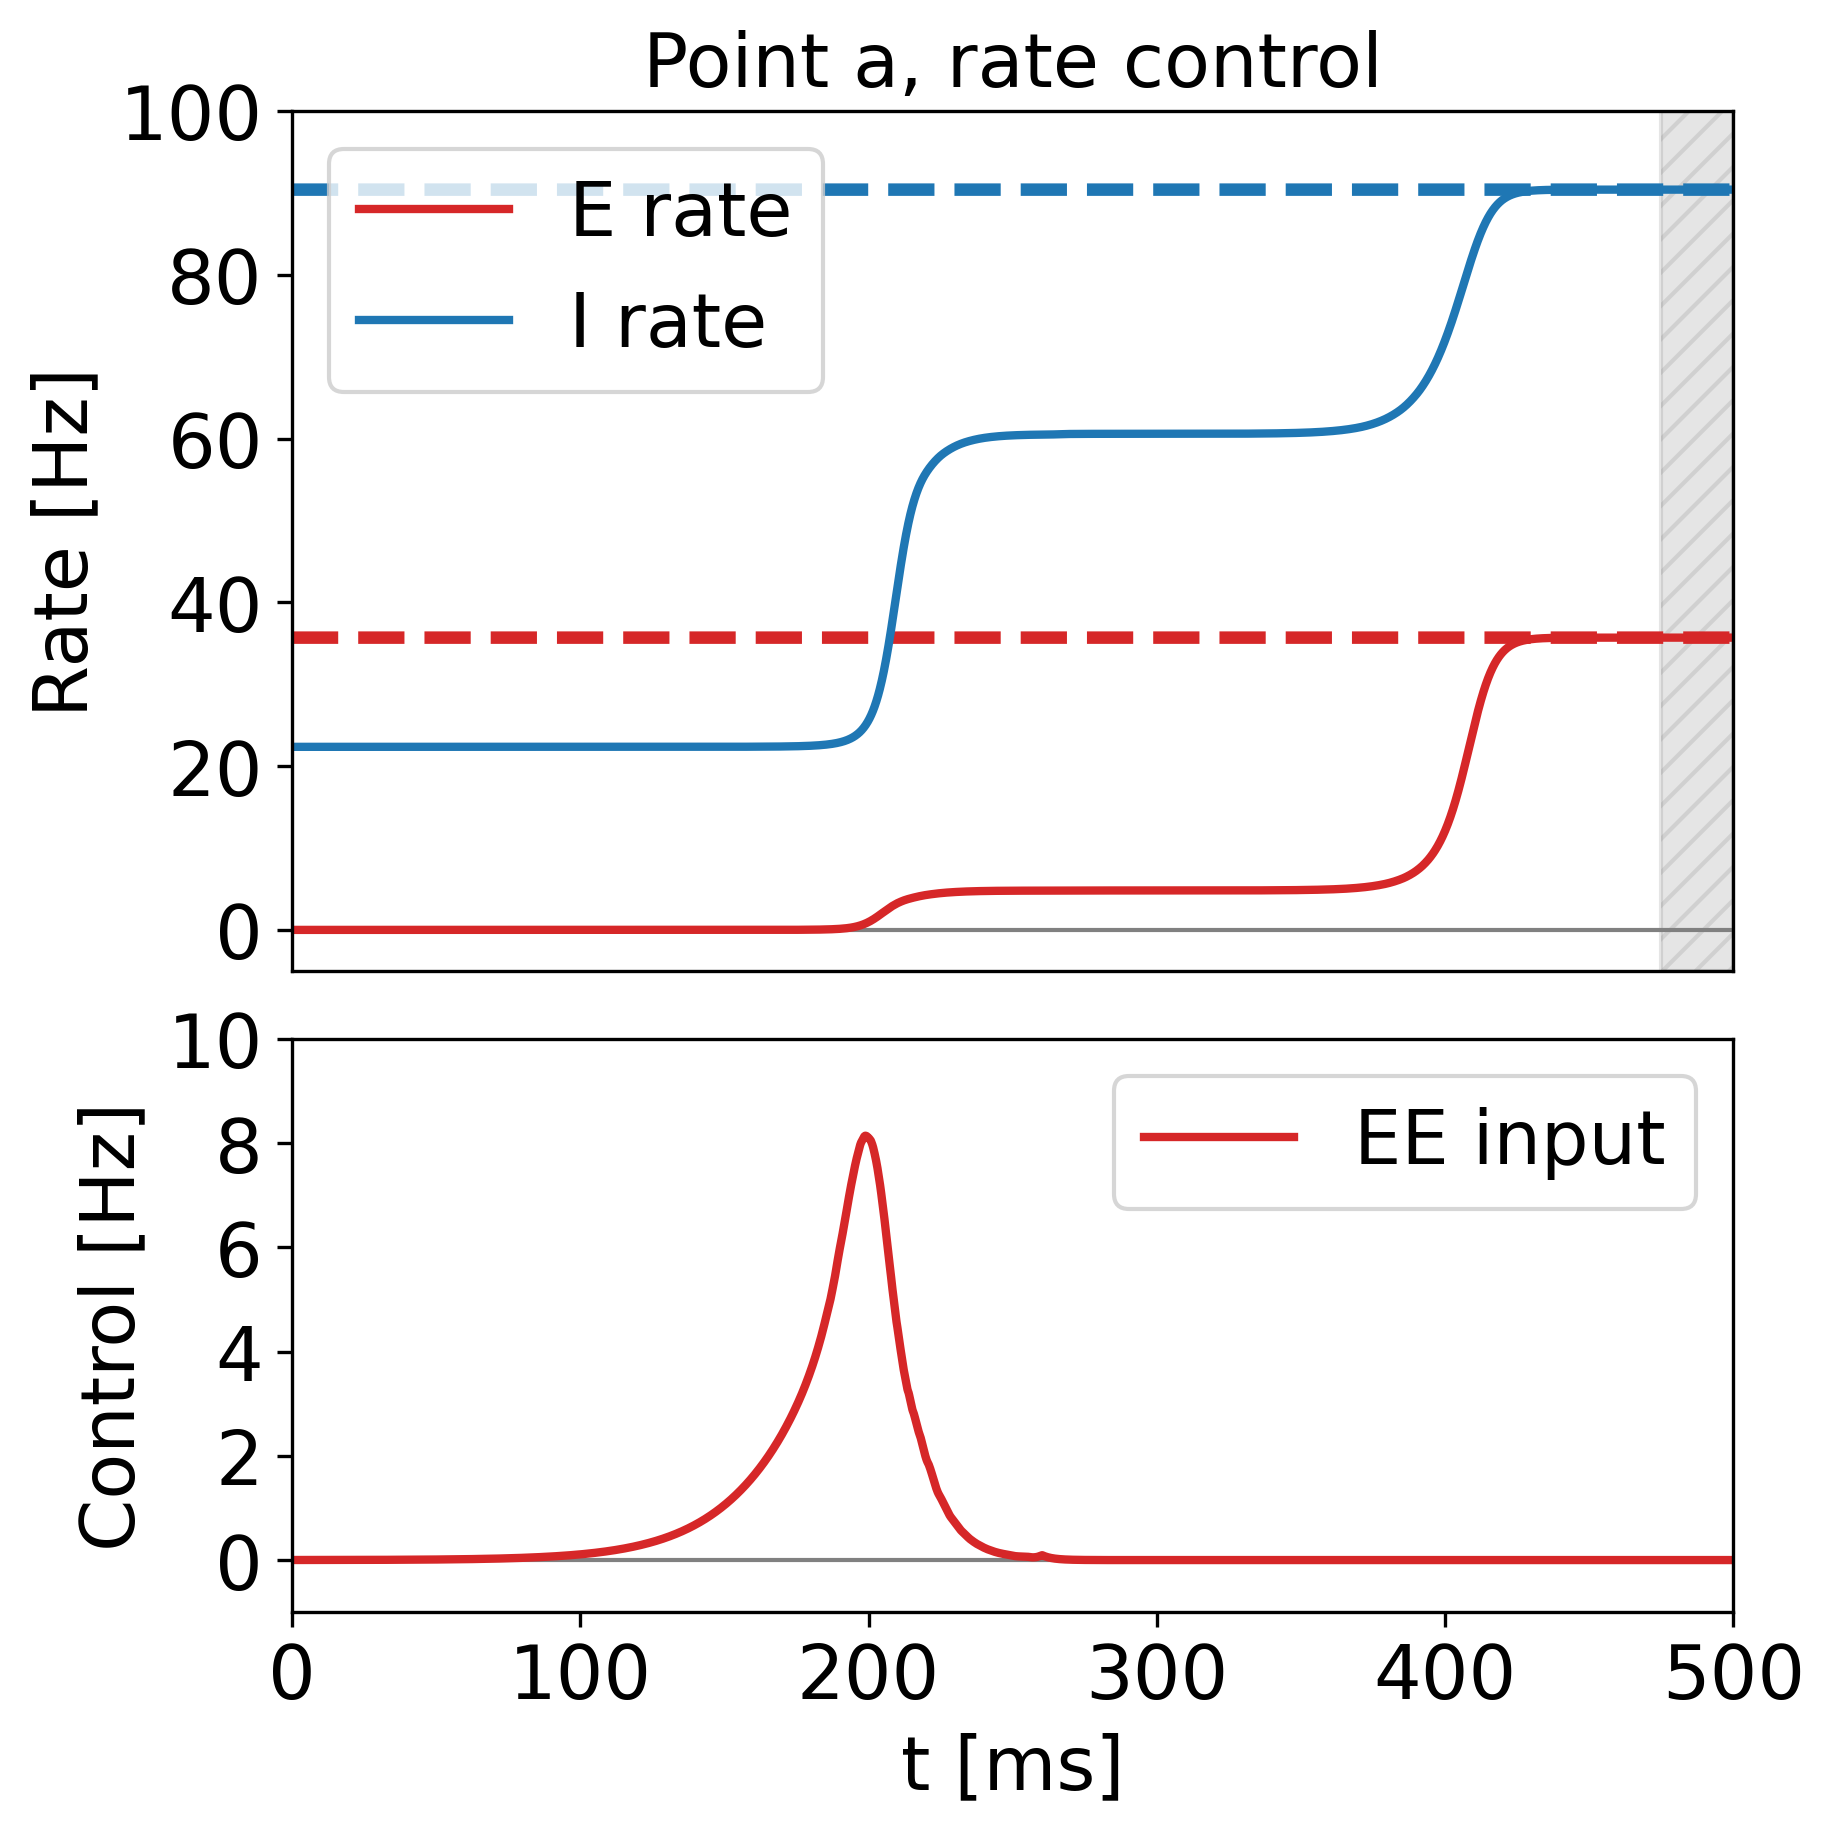 Point a, rate control
100
80
60
40
20
0
Rate [Hz]
E rate
I rate
10
8
6
4
2
0
Control [Hz]
EE input
0 100 200 300 400 500
t [ms]